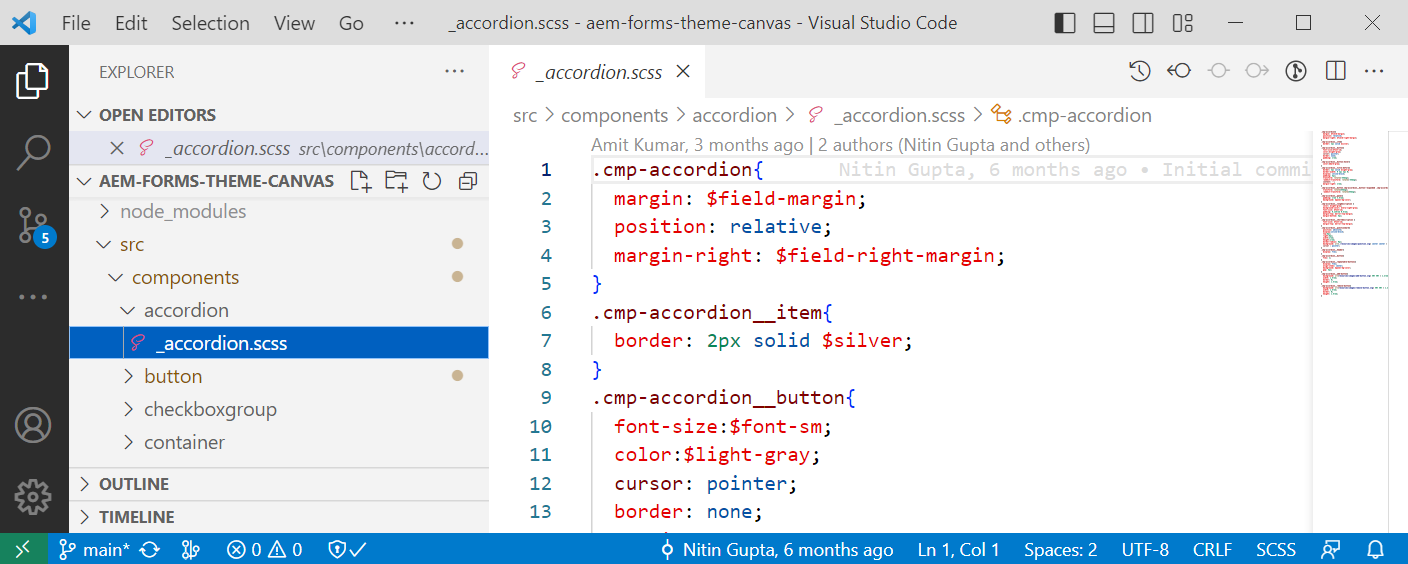 File Edit Selection View Go ··· _accordion.scss - aem-forms-theme-canvas - Visual Studio Code
EXPLORER
OPEN EDITORS
_accordion.scss src\components\accord...
AEM-FORMS-THEME-CANVAS
node_modules
src
components
accordion
_accordion.scss
button
checkboxgroup
container
OUTLINE
TIMELINE
5
_accordion.scss
src > components > accordion > _accordion.scss > .cmp-accordion
Amit Kumar, 3 months ago | 2 authors (Nitin Gupta and others)
1 .cmp-accordion{ Nitin Gupta, 6 months ago • Initial commi
2 margin: $field-margin;
3 position: relative;
4 margin-right: $field-right-margin;
5 }
6 .cmp-accordion__item{
7 border: 2px solid $silver;
8 }
9 .cmp-accordion__button{
10 font-size:$font-sm;
11 color:$light-gray;
12 cursor: pointer;
13 border: none;
main* 0 0 Nitin Gupta, 6 months ago Ln 1, Col 1 Spaces: 2 UTF-8 CRLF SCSS